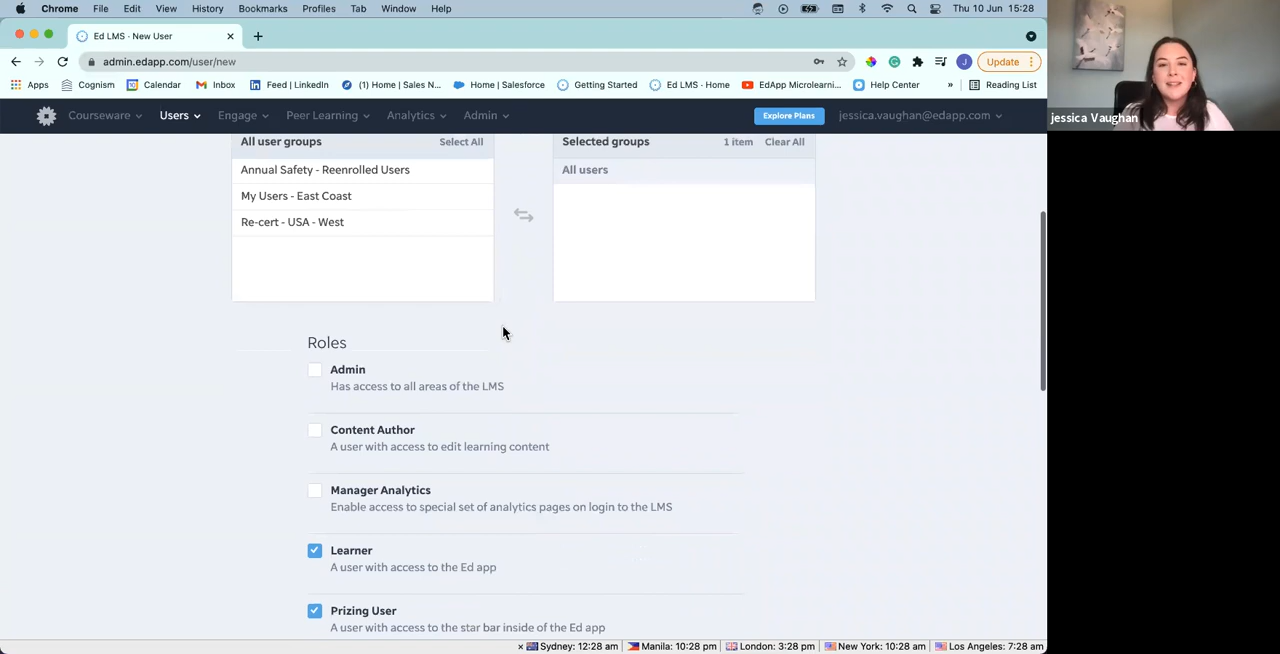 Chrome File Edit View History Bookmarks Profiles Tab Window Help Thu 10 Jun 15:28
Ed LMS · New User
admin.edapp.com/user/new J Update
Apps Cognism Calendar Inbox Feed | LinkedIn (1) Home | Sales N... Home | Salesforce Getting Started Ed LMS · Home EdApp Microlearni... Help Center » Reading List
Courseware Users Engage Peer Learning Analytics Admin Explore Plans jessica.vaughan@edapp.com
jessica Vaughan
All user groups Select All
Selected groups 1 item Clear All
Annual Safety - Reenrolled Users
My Users - East Coast
Re-cert - USA - West
All users
Roles
Admin
Has access to all areas of the LMS
Content Author
A user with access to edit learning content
Manager Analytics
Enable access to special set of analytics pages on login to the LMS
Learner
A user with access to the Ed app
Prizing User
A user with access to the star bar inside of the Ed app
× Sydney: 12:28 am Manila: 10:28 pm London: 3:28 pm New York: 10:28 am Los Angeles: 7:28 am